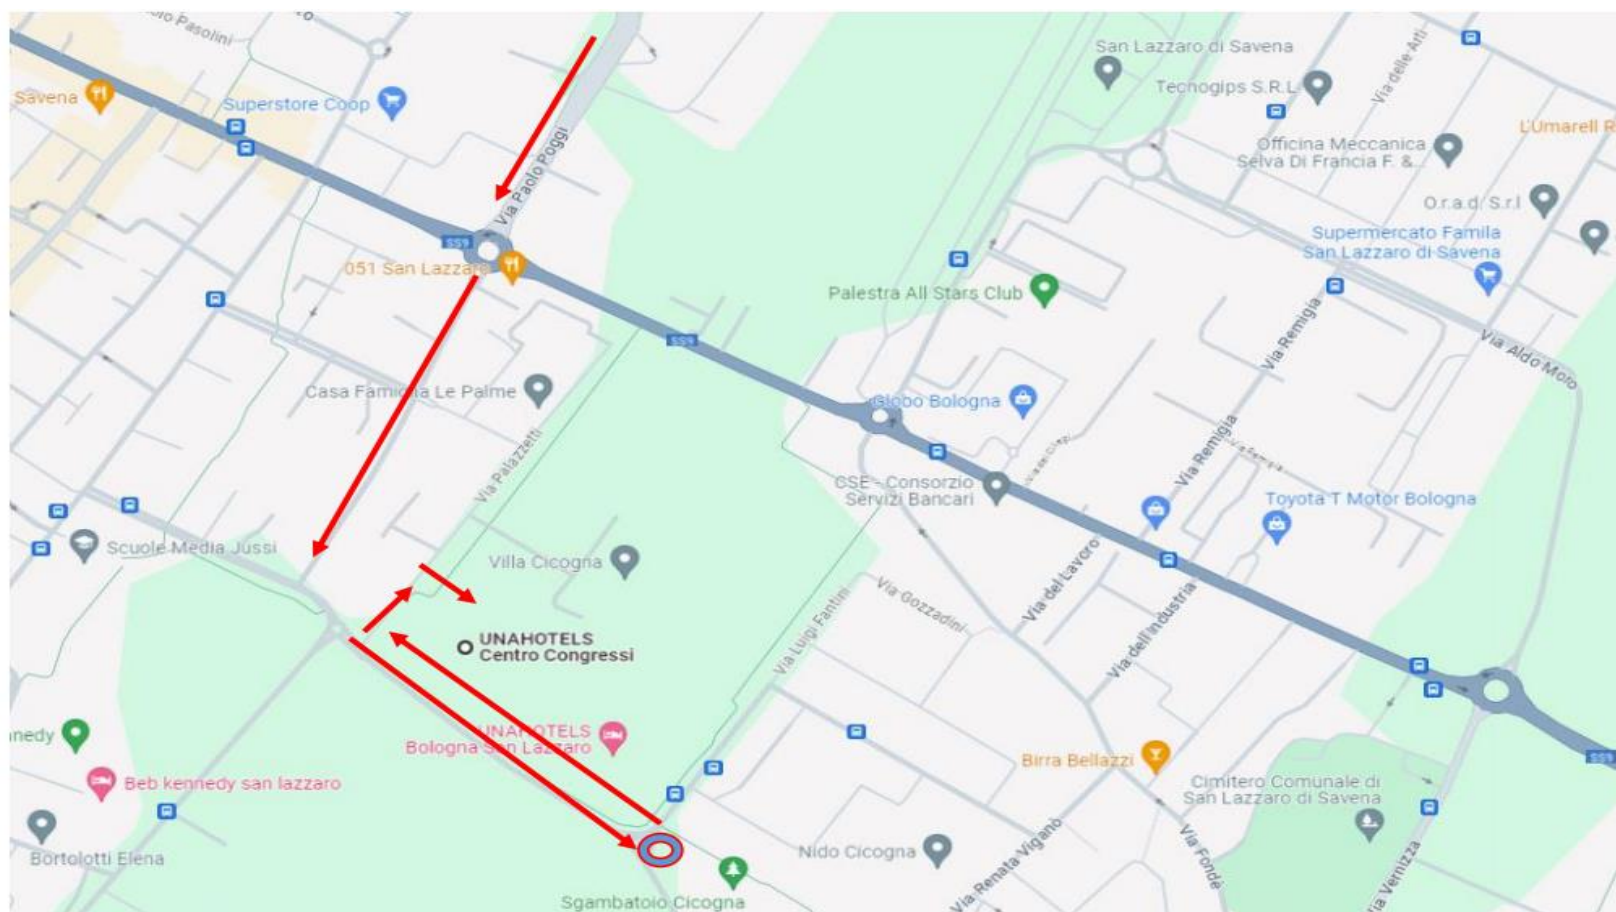 Pasolini
Savena
Superstore Coop
Via Paolo Poggi
SS9
051 San Lazzaro
SS9
San Lazzaro di Savena
Tecnogips S.R.L
Via delle Arti
L'Umarell R
Officina Meccanica
Selva Di Francia F. &...
O.r.a.d. S.r.l
Supermercato Famila
San Lazzaro di Savena
Palestra All Stars Club
Via Remigia
Via Aldo Moro
Casa Famiglia Le Palme
Globo Bologna
Via Palazzetti
Via Remigia
CSE - Consorzio
Servizi Bancari
Toyota T Motor Bologna
Scuole Media Jussi
Villa Cicogna
Via del Lavoro
Via Gozzadini
Via dell'Industria
Via Luigi Fantini
UNAHOTELS
Centro Congressi
nnedy
UNAHOTELS
Bologna San Lazzaro
Beb kennedy san lazzaro
Birra Bellazzi
SS9
Cimitero Comunale di
San Lazzaro di Savena
Bortolotti Elena
Nido Cicogna
Via Renata Viganò
Via Fondè
Via Vernizza
Sgambatoio Cicogna